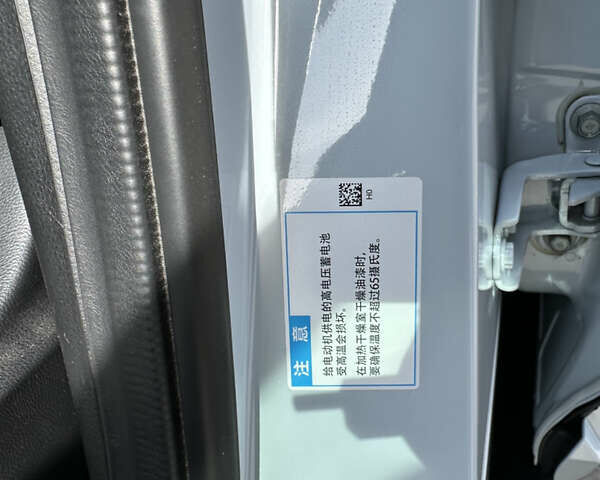 注 意
给电动机供电的高电压蓄电池
受高温会损坏。
在加热干燥室干燥油漆时，
要确保温度不超过65摄氏度。
H0